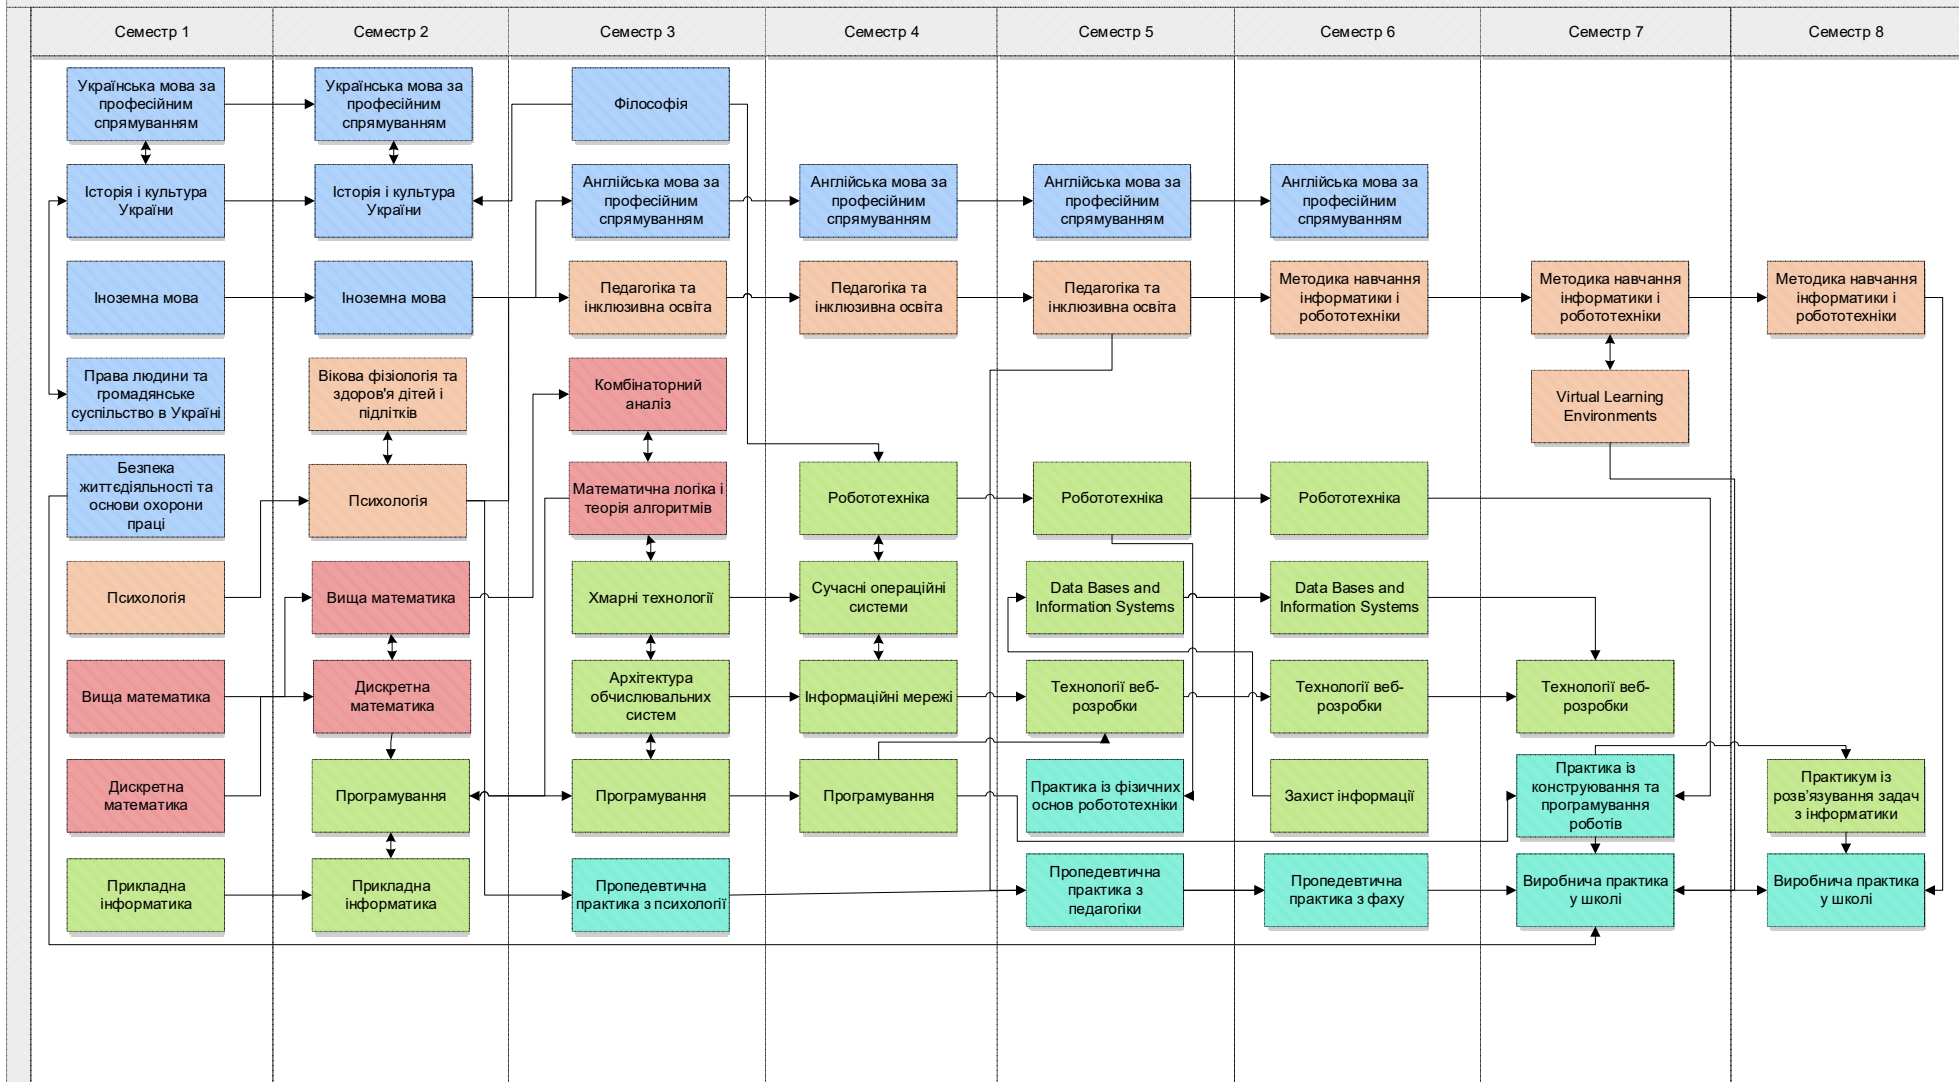 Семестр 1
Семестр 2
Семестр 3
Семестр 4
Семестр 5
Семестр 6
Семестр 7
Семестр 8
Українська мова за
професійним
спрямуванням
Історія і культура
України
Іноземна мова
Права людини та
громадянське
суспільство в Україні
Безпека
життєдіяльності та
основи охорони
праці
Психологія
Вища математика
Дискретна
математика
Прикладна
інформатика
Українська мова за
професійним
спрямуванням
Історія і культура
України
Іноземна мова
Вікова фізіологія та
здоров'я дітей і
підлітків
Психологія
Вища математика
Дискретна
математика
Програмування
Прикладна
інформатика
Філософія
Англійська мова за
професійним
спрямуванням
Педагогіка та
інклюзивна освіта
Комбінаторний
аналіз
Математична логіка і
теорія алгоритмів
Хмарні технології
Архітектура
обчислювальних
систем
Програмування
Пропедевтична
практика з психології
Англійська мова за
професійним
спрямуванням
Педагогіка та
інклюзивна освіта
Робототехніка
Сучасні операційні
системи
Інформаційні мережі
Програмування
Англійська мова за
професійним
спрямуванням
Педагогіка та
інклюзивна освіта
Робототехніка
Data Bases and
Information Systems
Технології веб-
розробки
Практика із фізичних
основ робототехніки
Пропедевтична
практика з
педагогіки
Англійська мова за
професійним
спрямуванням
Методика навчання
інформатики і
робототехніки
Робототехніка
Data Bases and
Information Systems
Технології веб-
розробки
Захист інформації
Пропедевтична
практика з фаху
Методика навчання
інформатики і
робототехніки
Virtual Learning
Environments
Технології веб-
розробки
Практика із
конструювання та
програмування
роботів
Виробнича практика
у школі
Методика навчання
інформатики і
робототехніки
Практикум із
розв'язування задач
з інформатики
Виробнича практика
у школі